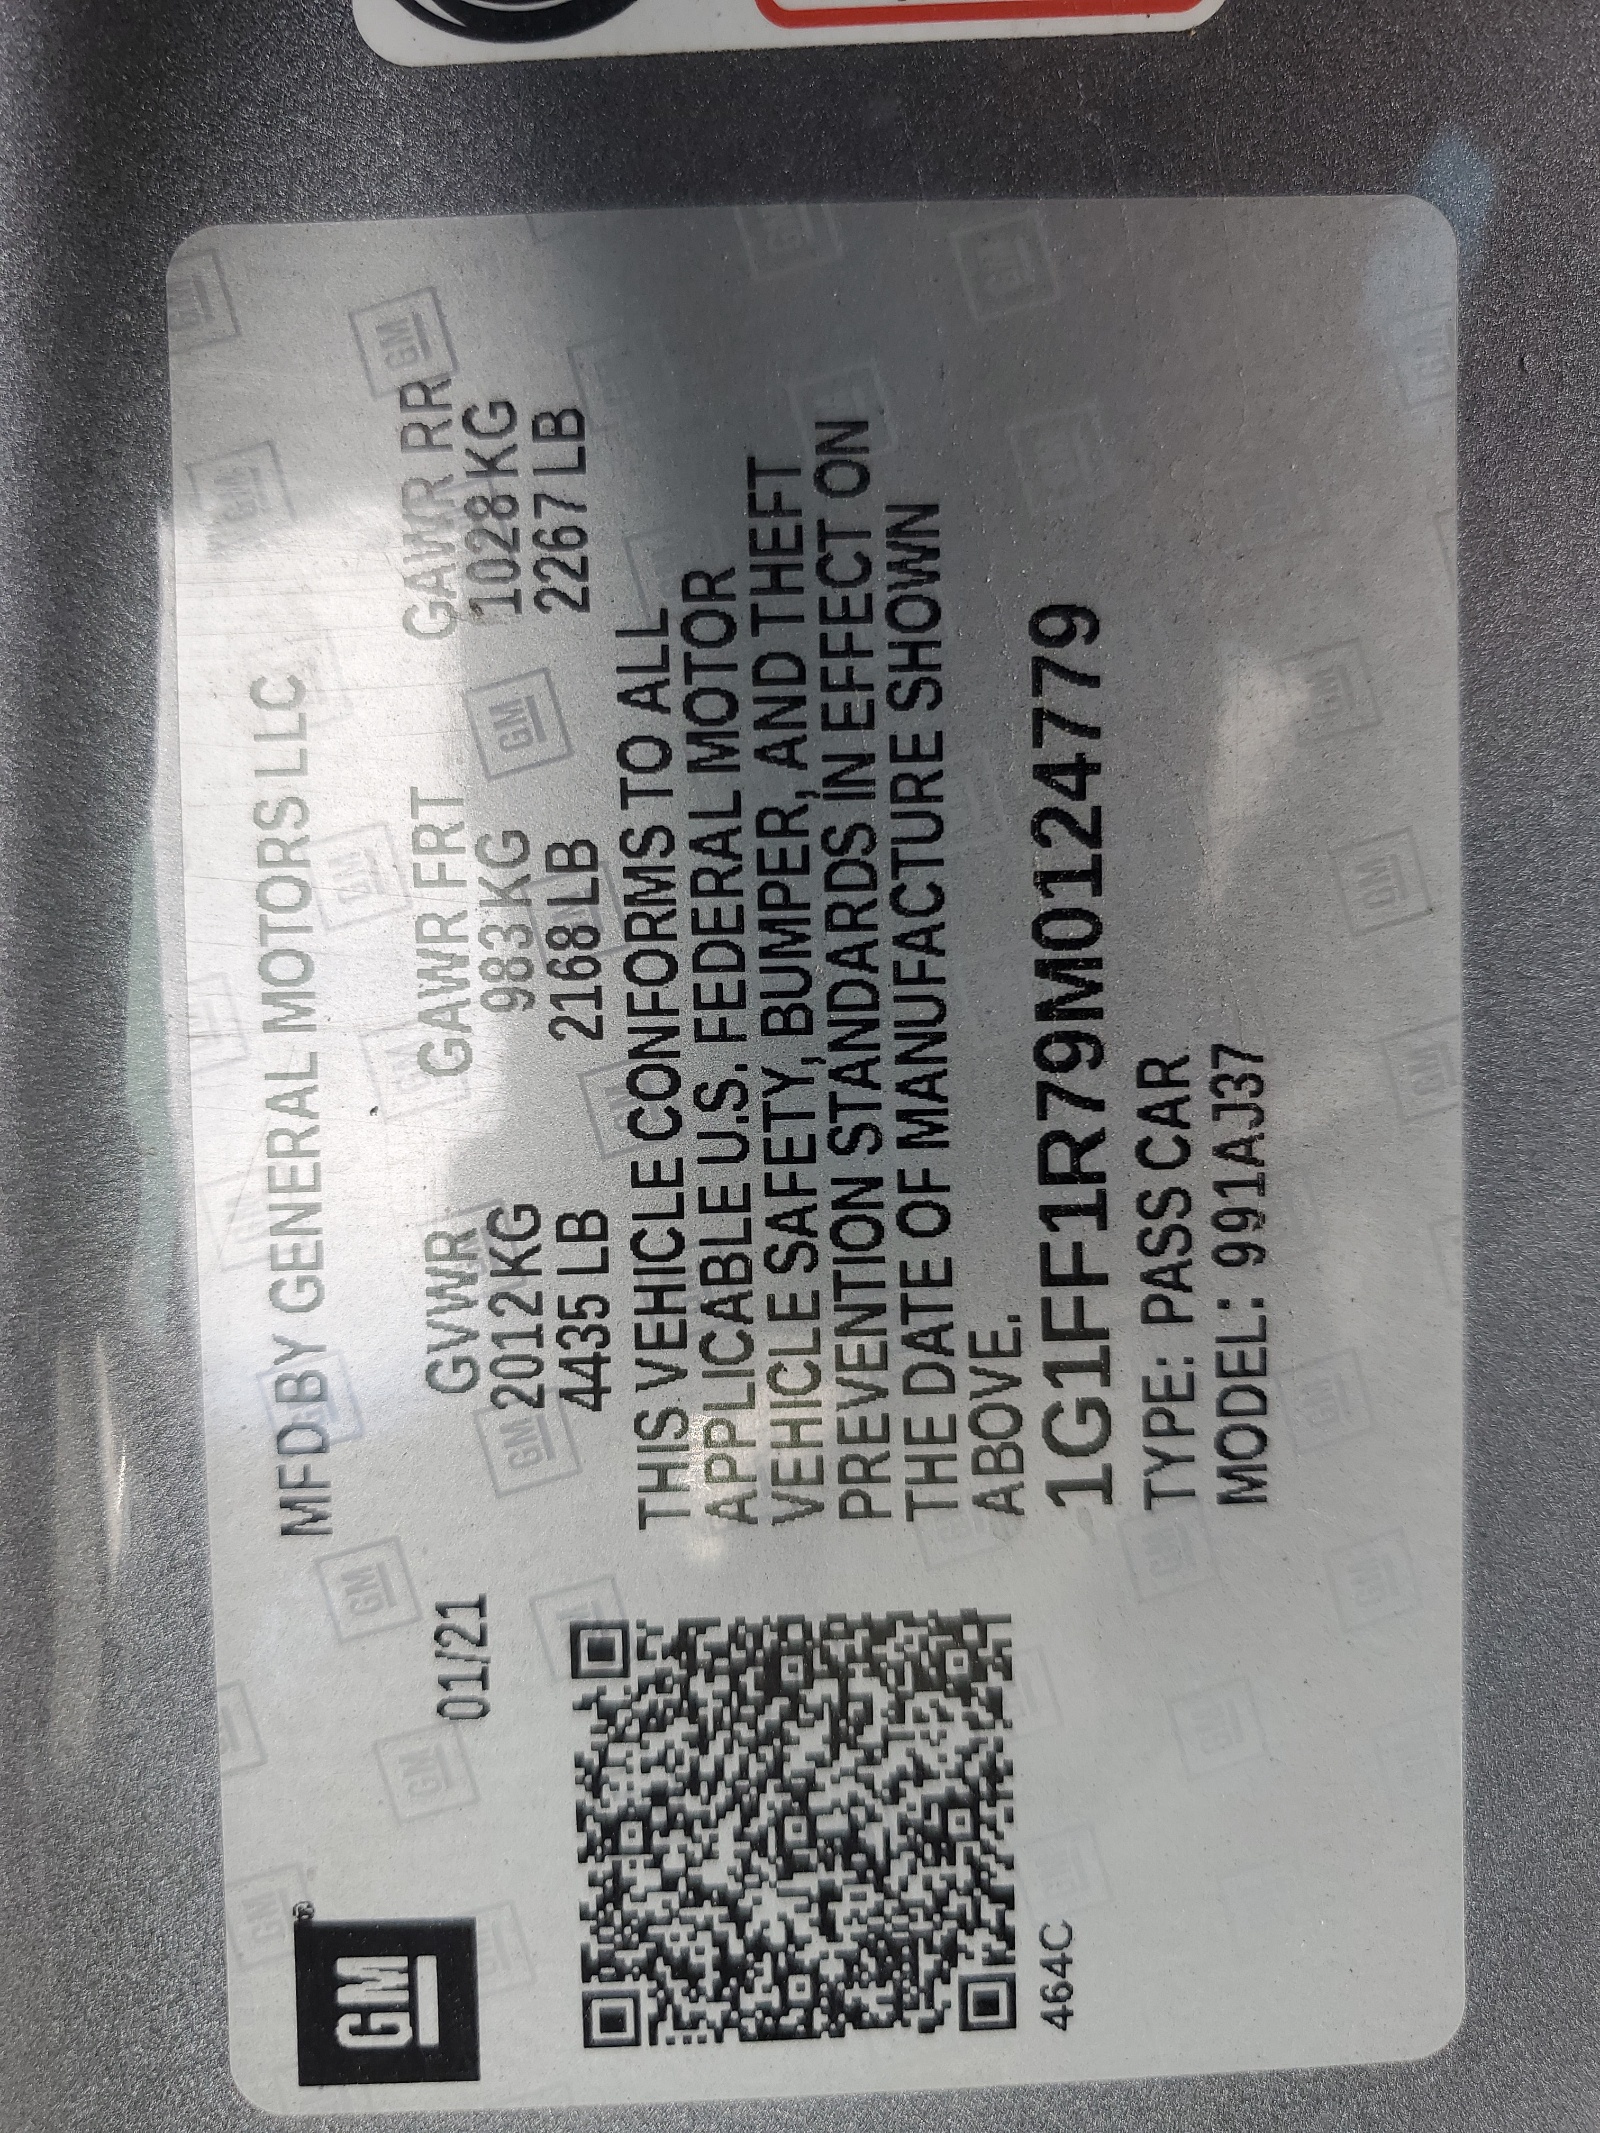 GM
MFD BY GENERAL MOTORS LLC
01/21
GVWR GAWR FRT GAWR RR
2012 KG 983 KG 1028 KG
4435 LB 2168 LB 2267 LB
THIS VEHICLE CONFORMS TO ALL
APPLICABLE U.S. FEDERAL MOTOR
VEHICLE SAFETY, BUMPER, AND THEFT
PREVENTION STANDARDS IN EFFECT ON
THE DATE OF MANUFACTURE SHOWN
ABOVE.
1G1FF1R79M0124779
TYPE: PASS CAR
MODEL: 991AJ37
464C